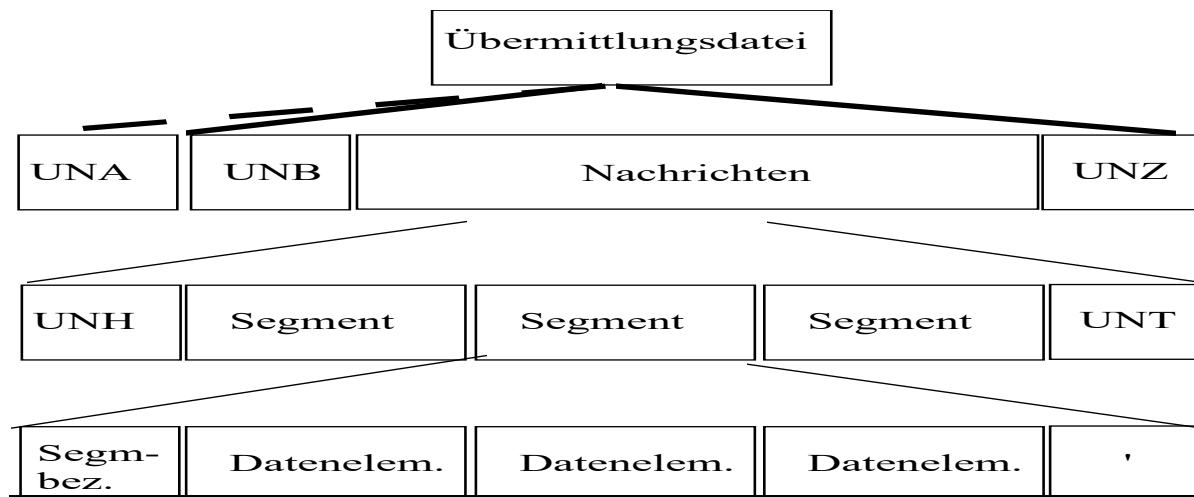 Übermittlungsdatei
UNA UNB Nachrichten UNZ
UNH Segment Segment Segment UNT
Segm-
bez. Datenelem. Datenelem. Datenelem. '